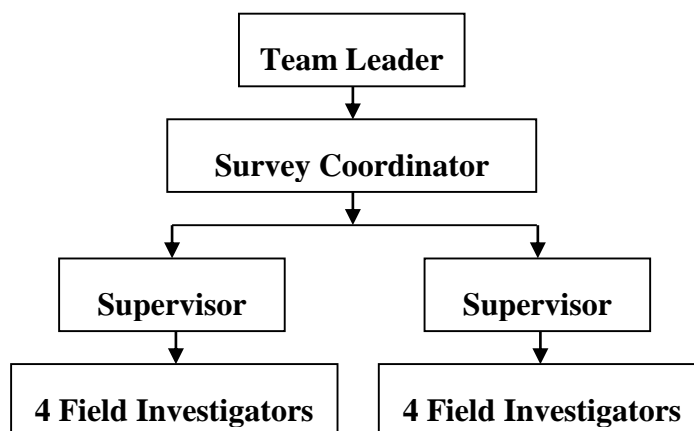 Team Leader
Survey Coordinator
Supervisor
Supervisor
4 Field Investigators
4 Field Investigators